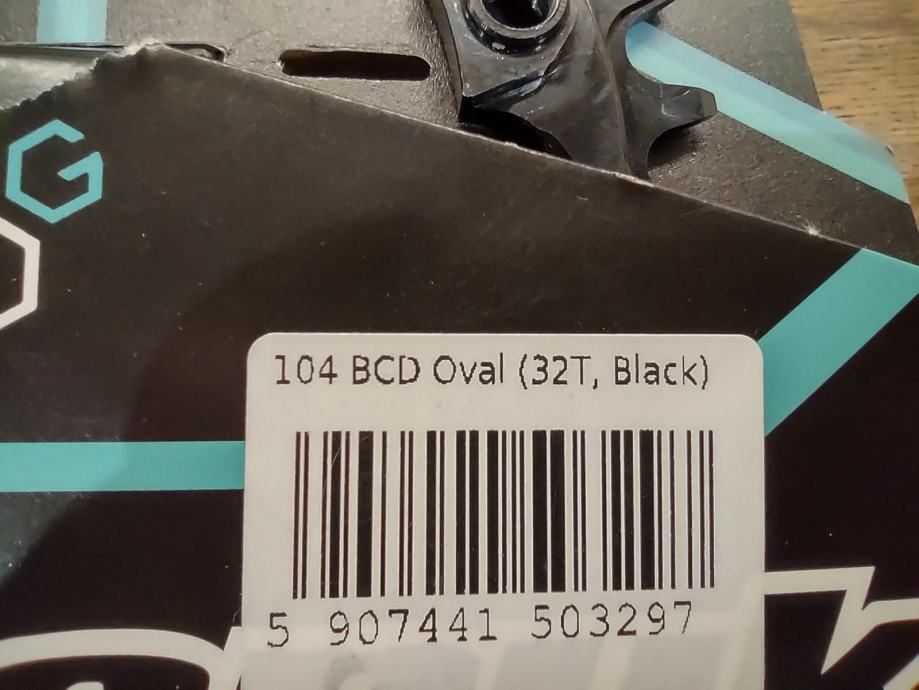 G
104 BCD Oval (32T, Black)
5 907441 503297